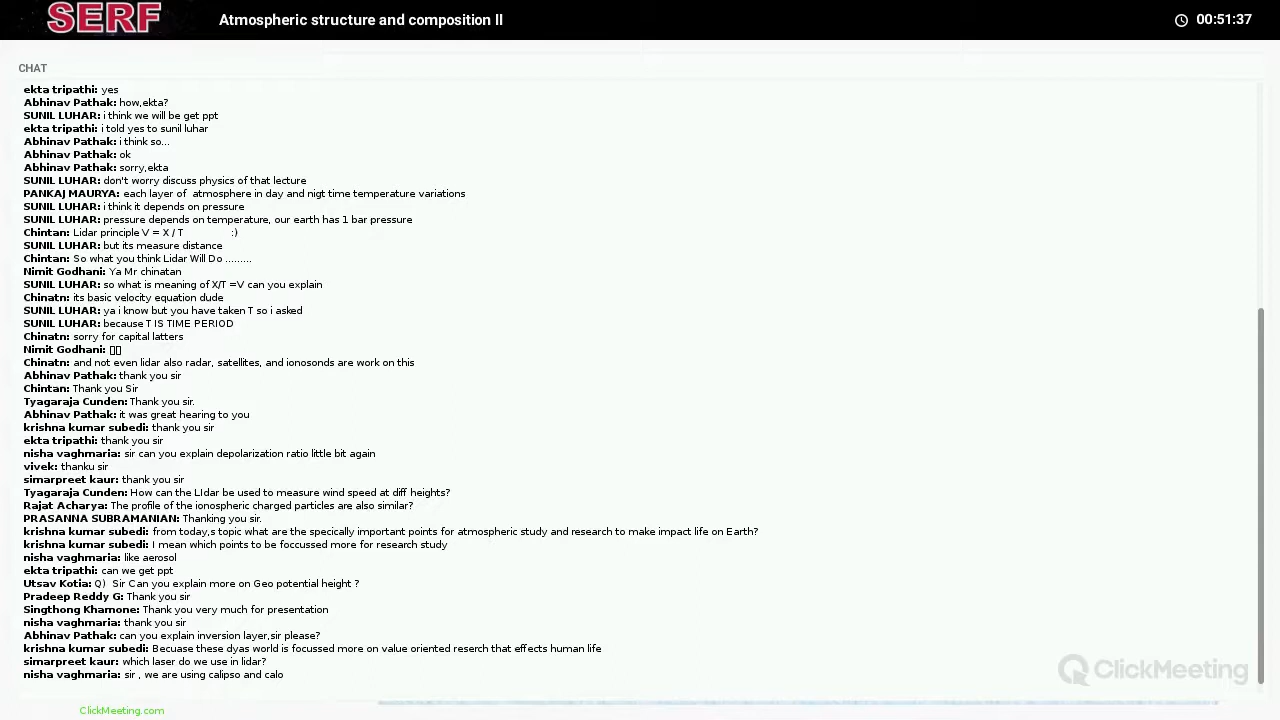 SERF
Atmospheric structure and composition II
00:51:37
CHAT
ekta tripathi: yes
Abhinav Pathak: how,ekta?
SUNIL LUHAR: i think we will be get ppt
ekta tripathi: i told yes to sunil luhar
Abhinav Pathak: i think so...
Abhinav Pathak: ok
Abhinav Pathak: sorry,ekta
SUNIL LUHAR: don't worry discuss physics of that lecture
PANKAJ MAURYA: each layer of  atmosphere in day and nigt time temperature variations
SUNIL LUHAR: i think it depends on pressure
SUNIL LUHAR: pressure depends on temperature, our earth has 1 bar pressure
Chintan: Lidar principle V = X / T               :)
SUNIL LUHAR: but its measure distance
Chintan: So what you think Lidar Will Do .........
Nimit Godhani: Ya Mr chinatan
SUNIL LUHAR: so what is meaning of X/T =V can you explain
Chinatn: its basic velocity equation dude
SUNIL LUHAR: ya i know but you have taken T so i asked
SUNIL LUHAR: because T IS TIME PERIOD
Chinatn: sorry for capital latters
Nimit Godhani: ▯▯
Chinatn: and not even lidar also radar, satellites, and ionosonds are work on this
Abhinav Pathak: thank you sir
Chintan: Thank you Sir
Tyagaraja Cunden: Thank you sir.
Abhinav Pathak: it was great hearing to you
krishna kumar subedi: thank you sir
ekta tripathi: thank you sir
nisha vaghmaria: sir can you explain depolarization ratio little bit again
vivek: thanku sir
simarpreet kaur: thank you sir
Tyagaraja Cunden: How can the LIdar be used to measure wind speed at diff heights?
Rajat Acharya: The profile of the ionospheric charged particles are also similar?
PRASANNA SUBRAMANIAN: Thanking you sir.
krishna kumar subedi: from today,s topic what are the specically important points for atmospheric study and research to make impact life on Earth?
krishna kumar subedi: I mean which points to be foccussed more for research study
nisha vaghmaria: like aerosol
ekta tripathi: can we get ppt
Utsav Kotia: Q)  Sir Can you explain more on Geo potential height ?
Pradeep Reddy G: Thank you sir
Singthong Khamone: Thank you very much for presentation
nisha vaghmaria: thank you sir
Abhinav Pathak: can you explain inversion layer,sir please?
krishna kumar subedi: Becuase these dyas world is focussed more on value oriented reserch that effects human life
simarpreet kaur: which laser do we use in lidar?
nisha vaghmaria: sir , we are using calipso and calo
ClickMeeting
ClickMeeting.com